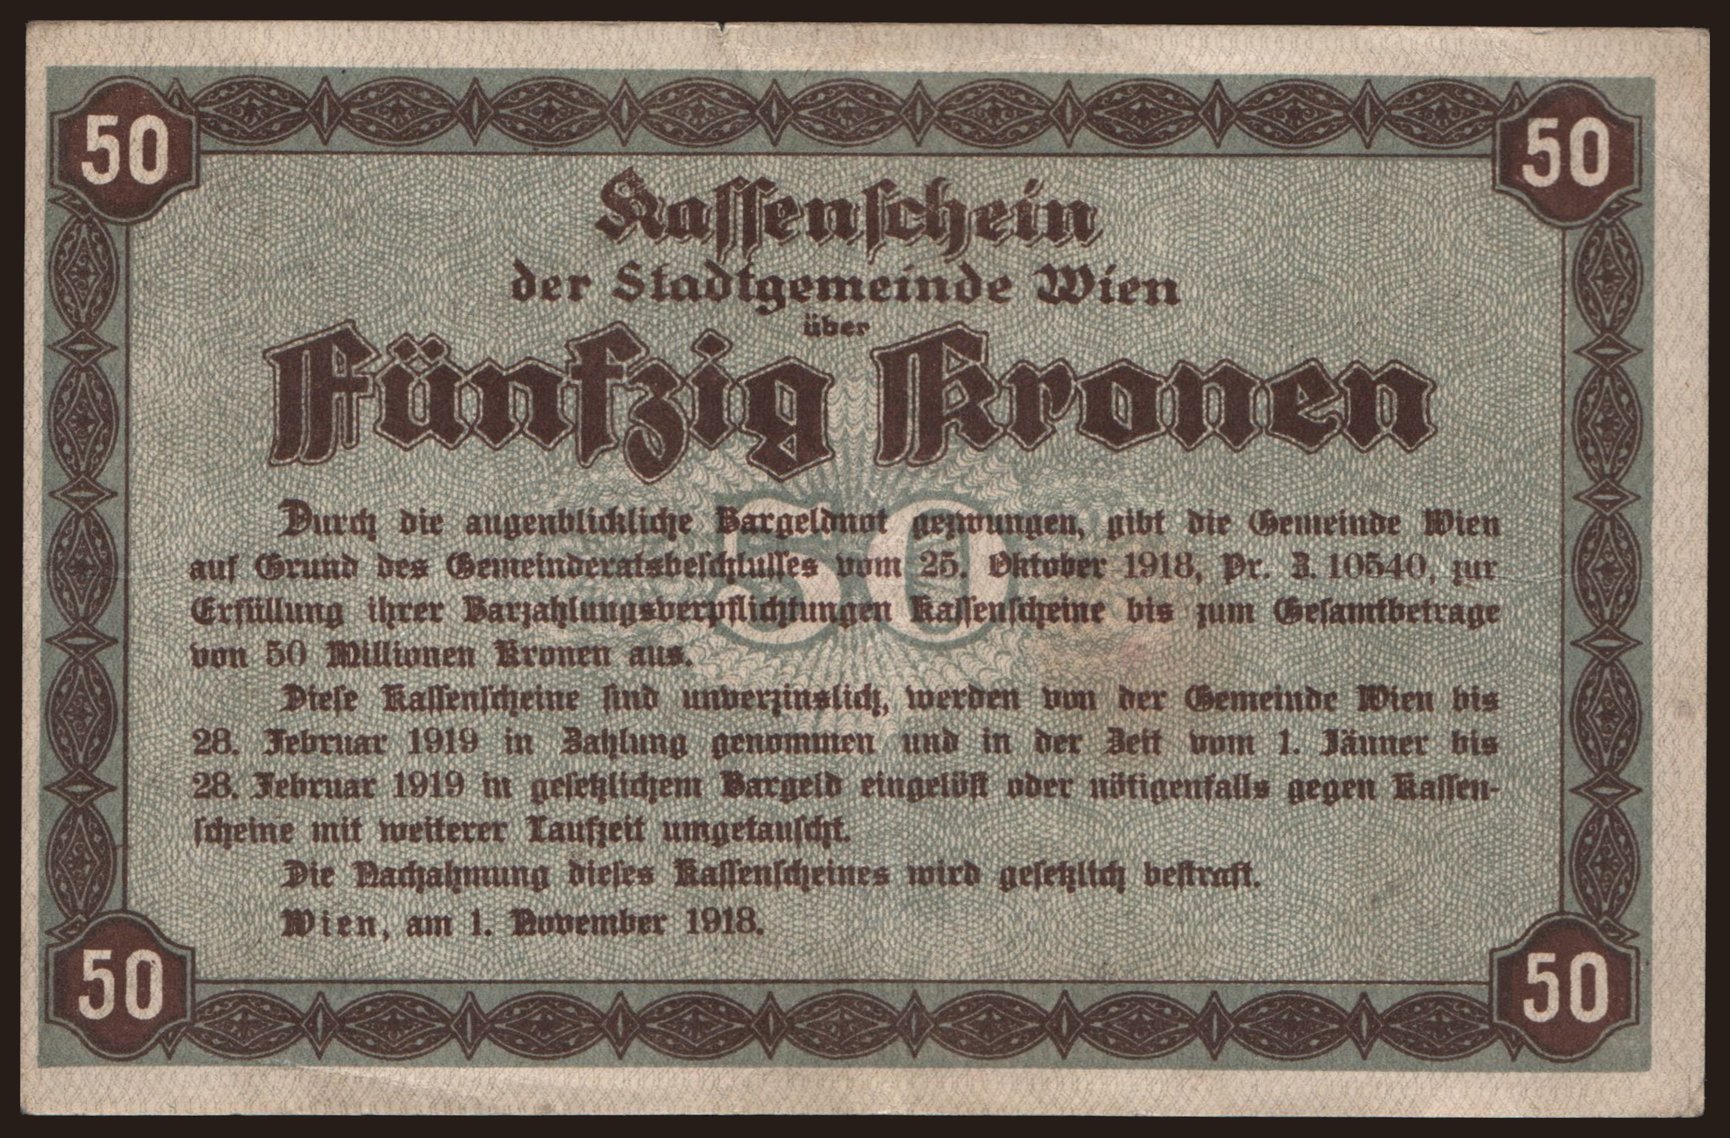 50 50
Kassenschein
der Stadtgemeinde Wien
über
Fünfzig Kronen
50
Durch die augenblickliche Bargeldnot gezwungen, gibt die Gemeinde Wien
auf Grund des Gemeinderatsbeschlusses vom 25. Oktober 1918, Pr. Z. 10540, zur
Erfüllung ihrer Barzahlungsverpflichtungen Kassenscheine bis zum Gesamtbetrage
von 50 Millionen Kronen aus.
Diese Kassenscheine sind unverzinslich, werden von der Gemeinde Wien bis
28. Februar 1919 in Zahlung genommen und in der Zeit vom 1. Jänner bis
28. Februar 1919 in gesetzlichem Bargeld eingelöst oder nötigenfalls gegen Kassen-
scheine mit weiterer Laufzeit umgetauscht.
Die Nachahmung dieses Kassenscheines wird gesetzlich bestraft.
Wien, am 1. November 1918.
50 50